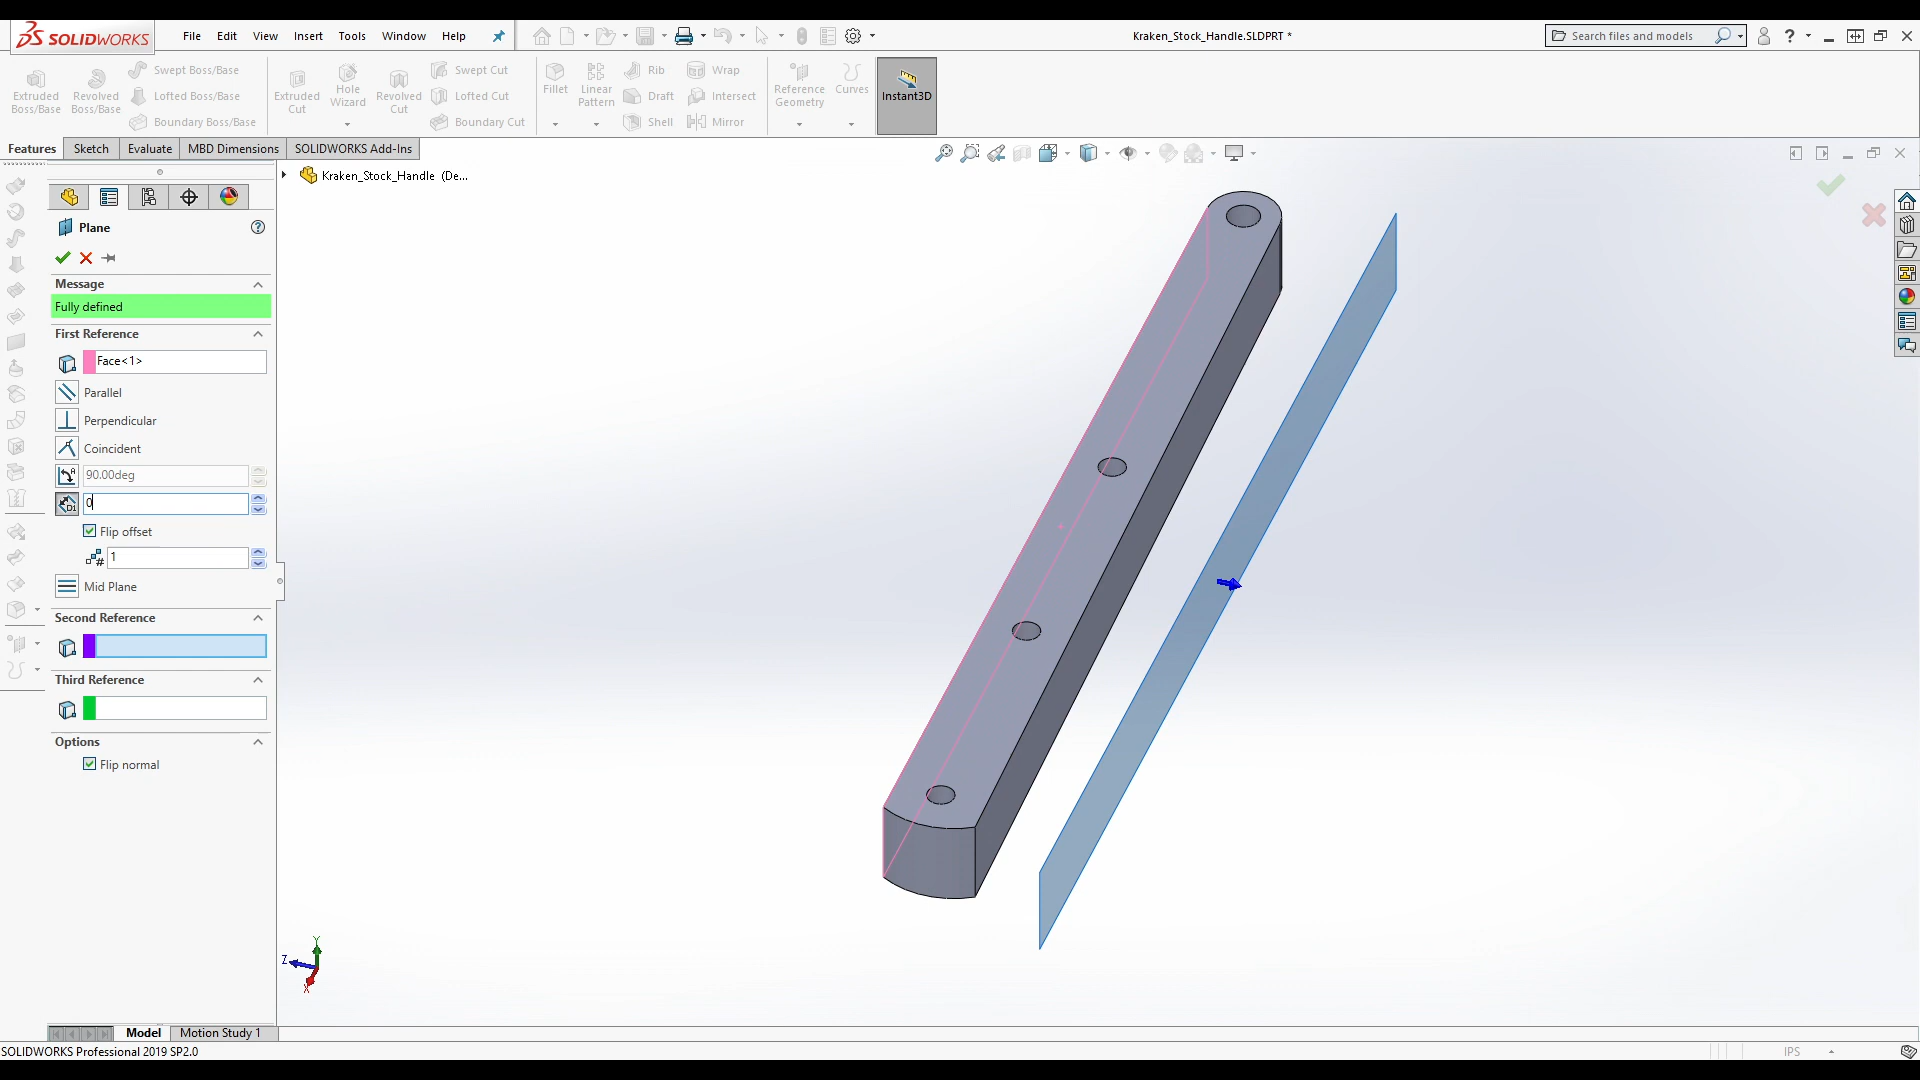 SOLIDWORKS
File Edit View Insert Tools Window Help
Kraken_Stock_Handle.SLDPRT *
Search files and models
?
Extruded Boss/Base
Revolved Boss/Base
Swept Boss/Base
Lofted Boss/Base
Boundary Boss/Base
Extruded Cut
Hole Wizard
Revolved Cut
Swept Cut
Lofted Cut
Boundary Cut
Fillet
Linear Pattern
Rib
Draft
Shell
Wrap
Intersect
Mirror
Reference Geometry
Curves
Instant3D
Features Sketch Evaluate MBD Dimensions SOLIDWORKS Add-Ins
Kraken_Stock_Handle (De...
Plane
?
Message
Fully defined
First Reference
Face<1>
Parallel
Perpendicular
Coincident
90.00deg
0
Flip offset
# 1
Mid Plane
Second Reference
Third Reference
Options
Flip normal
Y
Z
X
Model Motion Study 1
SOLIDWORKS Professional 2019 SP2.0
IPS